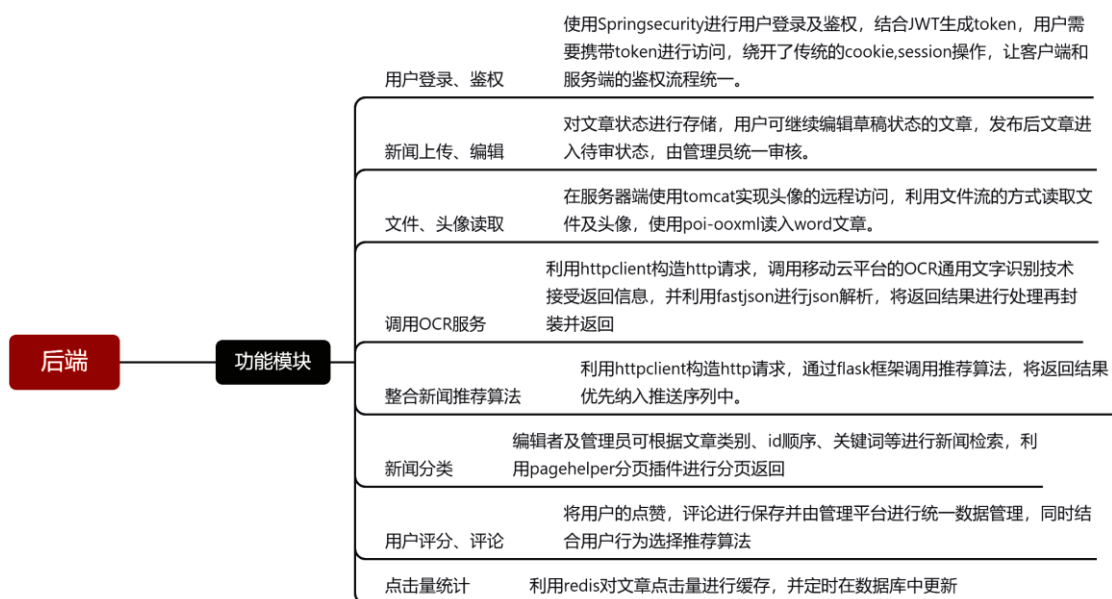 后端
功能模块
用户登录、鉴权
使用Springsecurity进行用户登录及鉴权，结合JWT生成token，用户需
要携带token进行访问，绕开了传统的cookie,session操作，让客户端和
服务端的鉴权流程统一。
新闻上传、编辑
对文章状态进行存储，用户可继续编辑草稿状态的文章，发布后文章进
入待审状态，由管理员统一审核。
文件、头像读取
在服务器端使用tomcat实现头像的远程访问，利用文件流的方式读取文
件及头像，使用poi-ooxml读入word文章。
调用OCR服务
利用httpclient构造http请求，调用移动云平台的OCR通用文字识别技术
接受返回信息，并利用fastjson进行json解析，将返回结果进行处理再封
装并返回
整合新闻推荐算法
利用httpclient构造http请求，通过flask框架调用推荐算法，将返回结果
优先纳入推送序列中。
新闻分类
编辑者及管理员可根据文章类别、id顺序、关键词等进行新闻检索，利
用pagehelper分页插件进行分页返回
用户评分、评论
将用户的点赞，评论进行保存并由管理平台进行统一数据管理，同时结
合用户行为选择推荐算法
点击量统计
利用redis对文章点击量进行缓存，并定时在数据库中更新